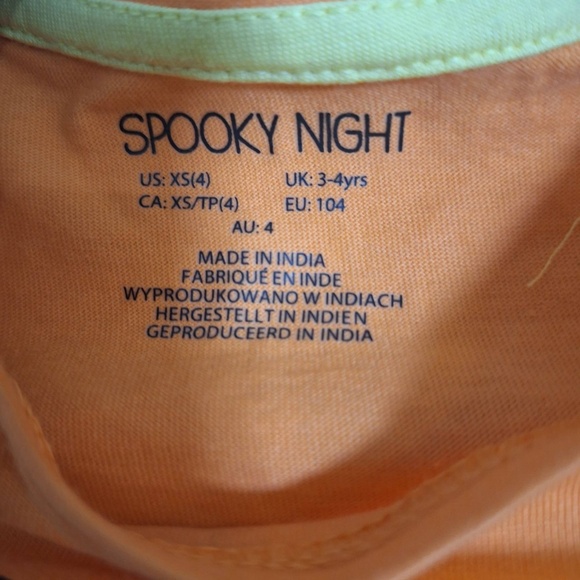 SPOOKY NIGHT
US: XS(4) UK: 3-4yrs
CA: XS/TP(4) EU: 104
AU: 4
MADE IN INDIA
FABRIQUÉ EN INDE
WYPRODUKOWANO W INDIACH
HERGESTELLT IN INDIEN
GEPRODUCEERD IN INDIA